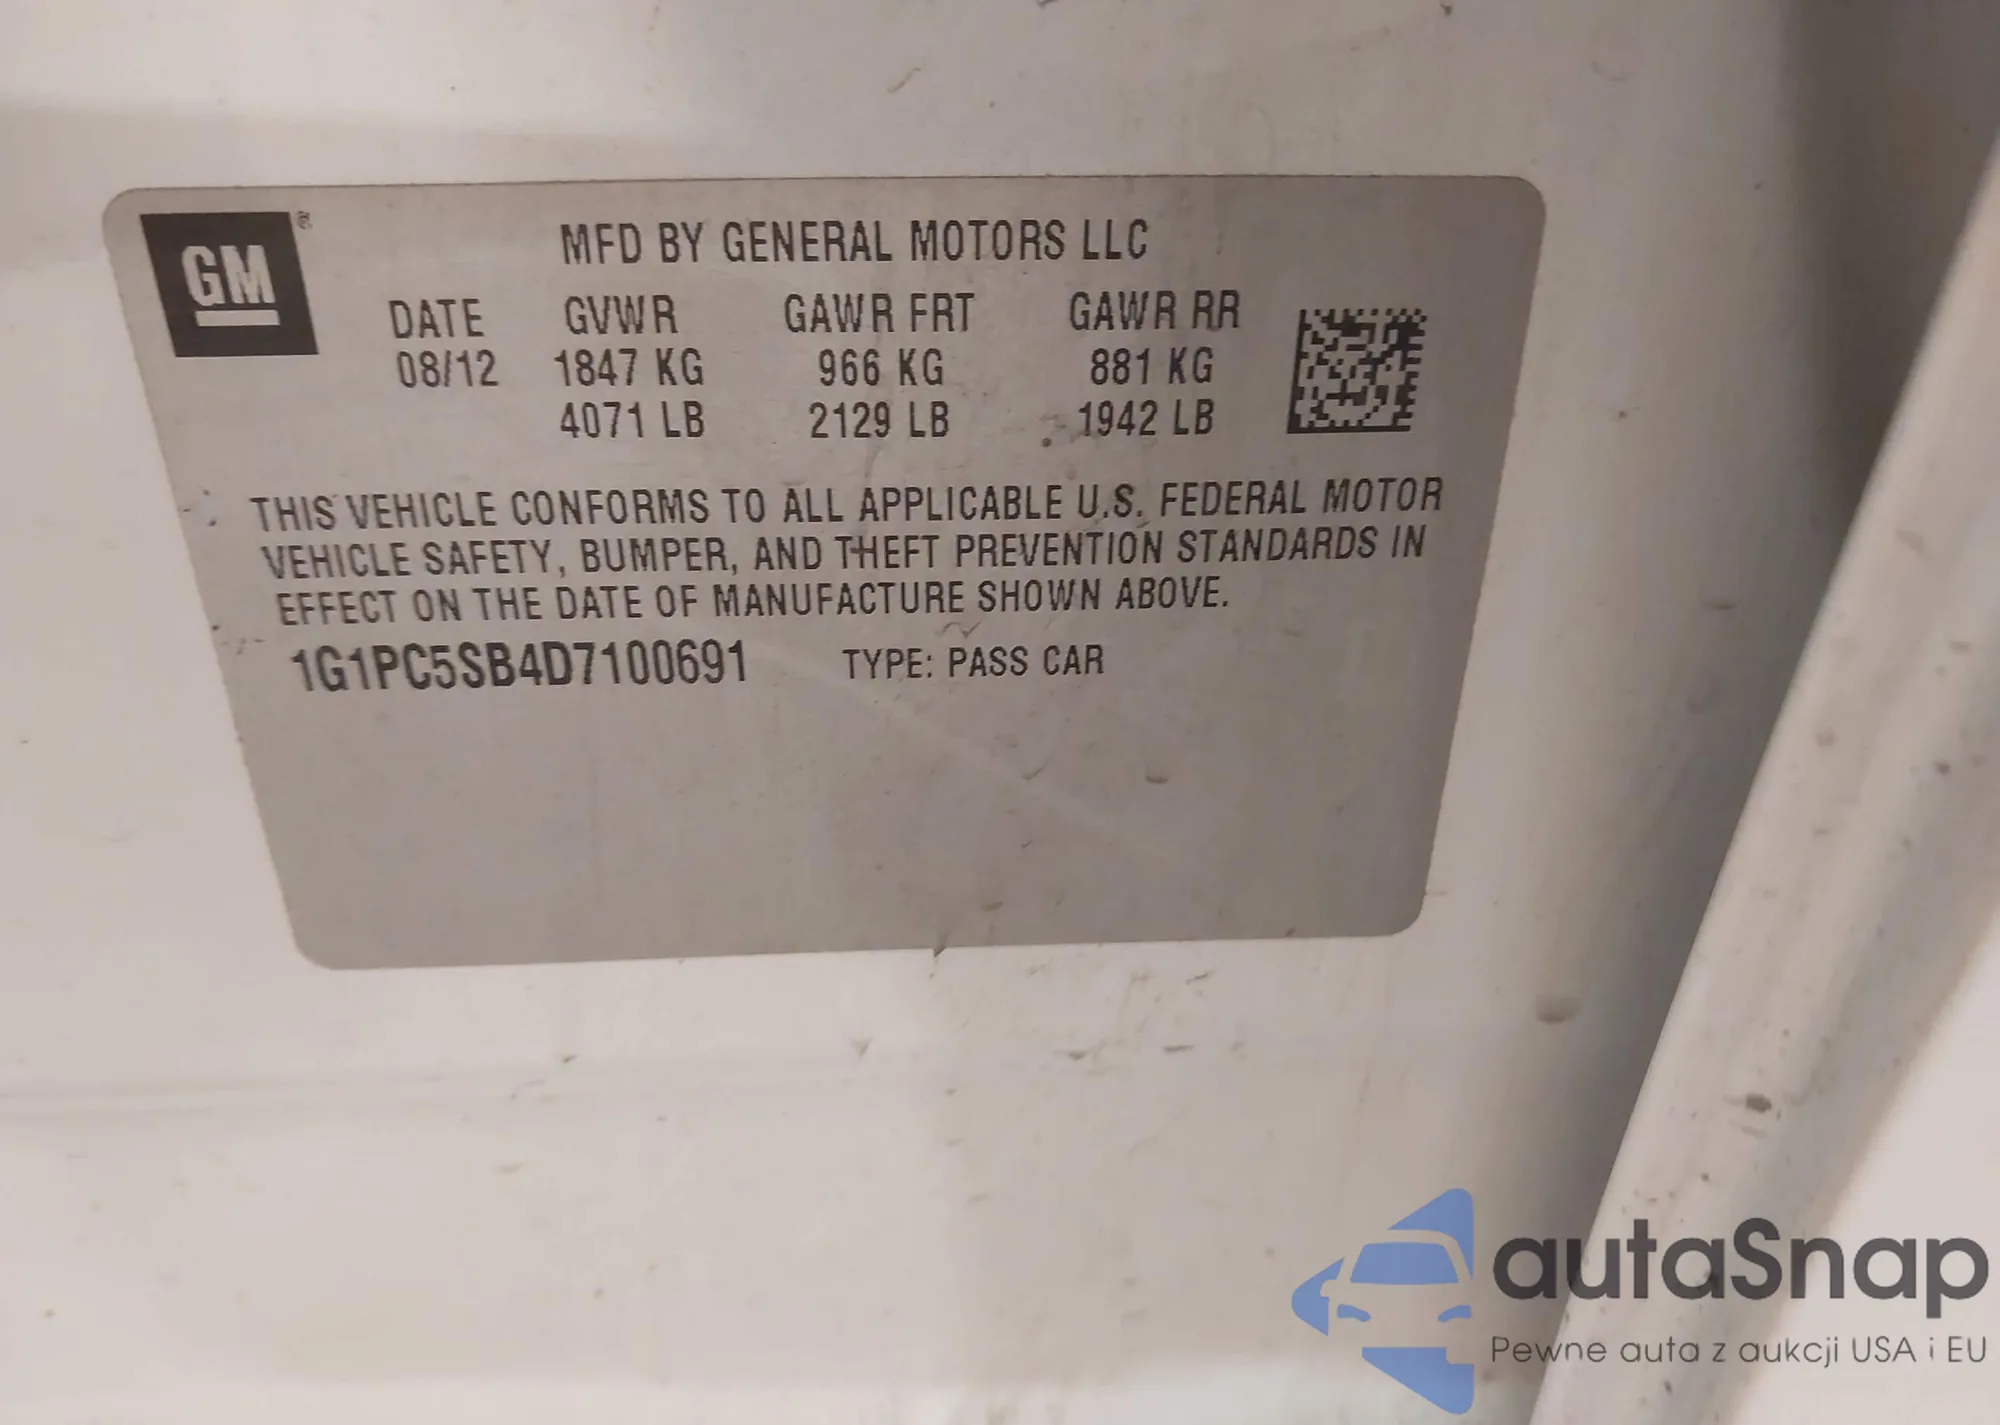 GM ®
MFD BY GENERAL MOTORS LLC
DATE GVWR GAWR FRT GAWR RR
08/12 1847 KG 966 KG 881 KG
4071 LB 2129 LB 1942 LB
THIS VEHICLE CONFORMS TO ALL APPLICABLE U.S. FEDERAL MOTOR
VEHICLE SAFETY, BUMPER, AND THEFT PREVENTION STANDARDS IN
EFFECT ON THE DATE OF MANUFACTURE SHOWN ABOVE.
1G1PC5SB4D7100691 TYPE: PASS CAR
autaSnap
Pewne auta z aukcji USA i EU